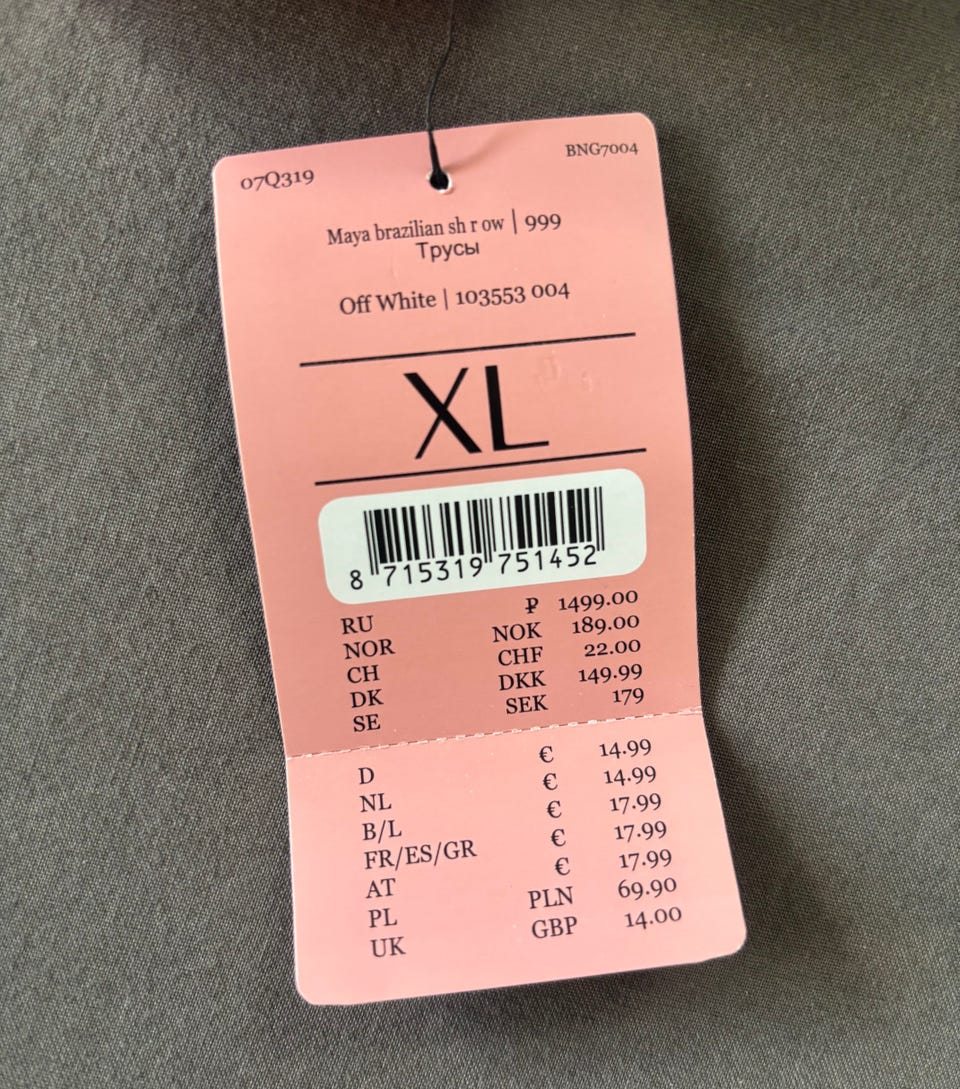 07Q319 BNG7004
Maya brazilian sh r ow | 999
Трусы
Off White | 103553 004
XL
8 715319 751452
RU ₽ 1499.00
NOR NOK 189.00
CH CHF 22.00
DK DKK 149.99
SE SEK 179
D € 14.99
NL € 14.99
B/L € 17.99
FR/ES/GR € 17.99
AT € 17.99
PL PLN 69.90
UK GBP 14.00